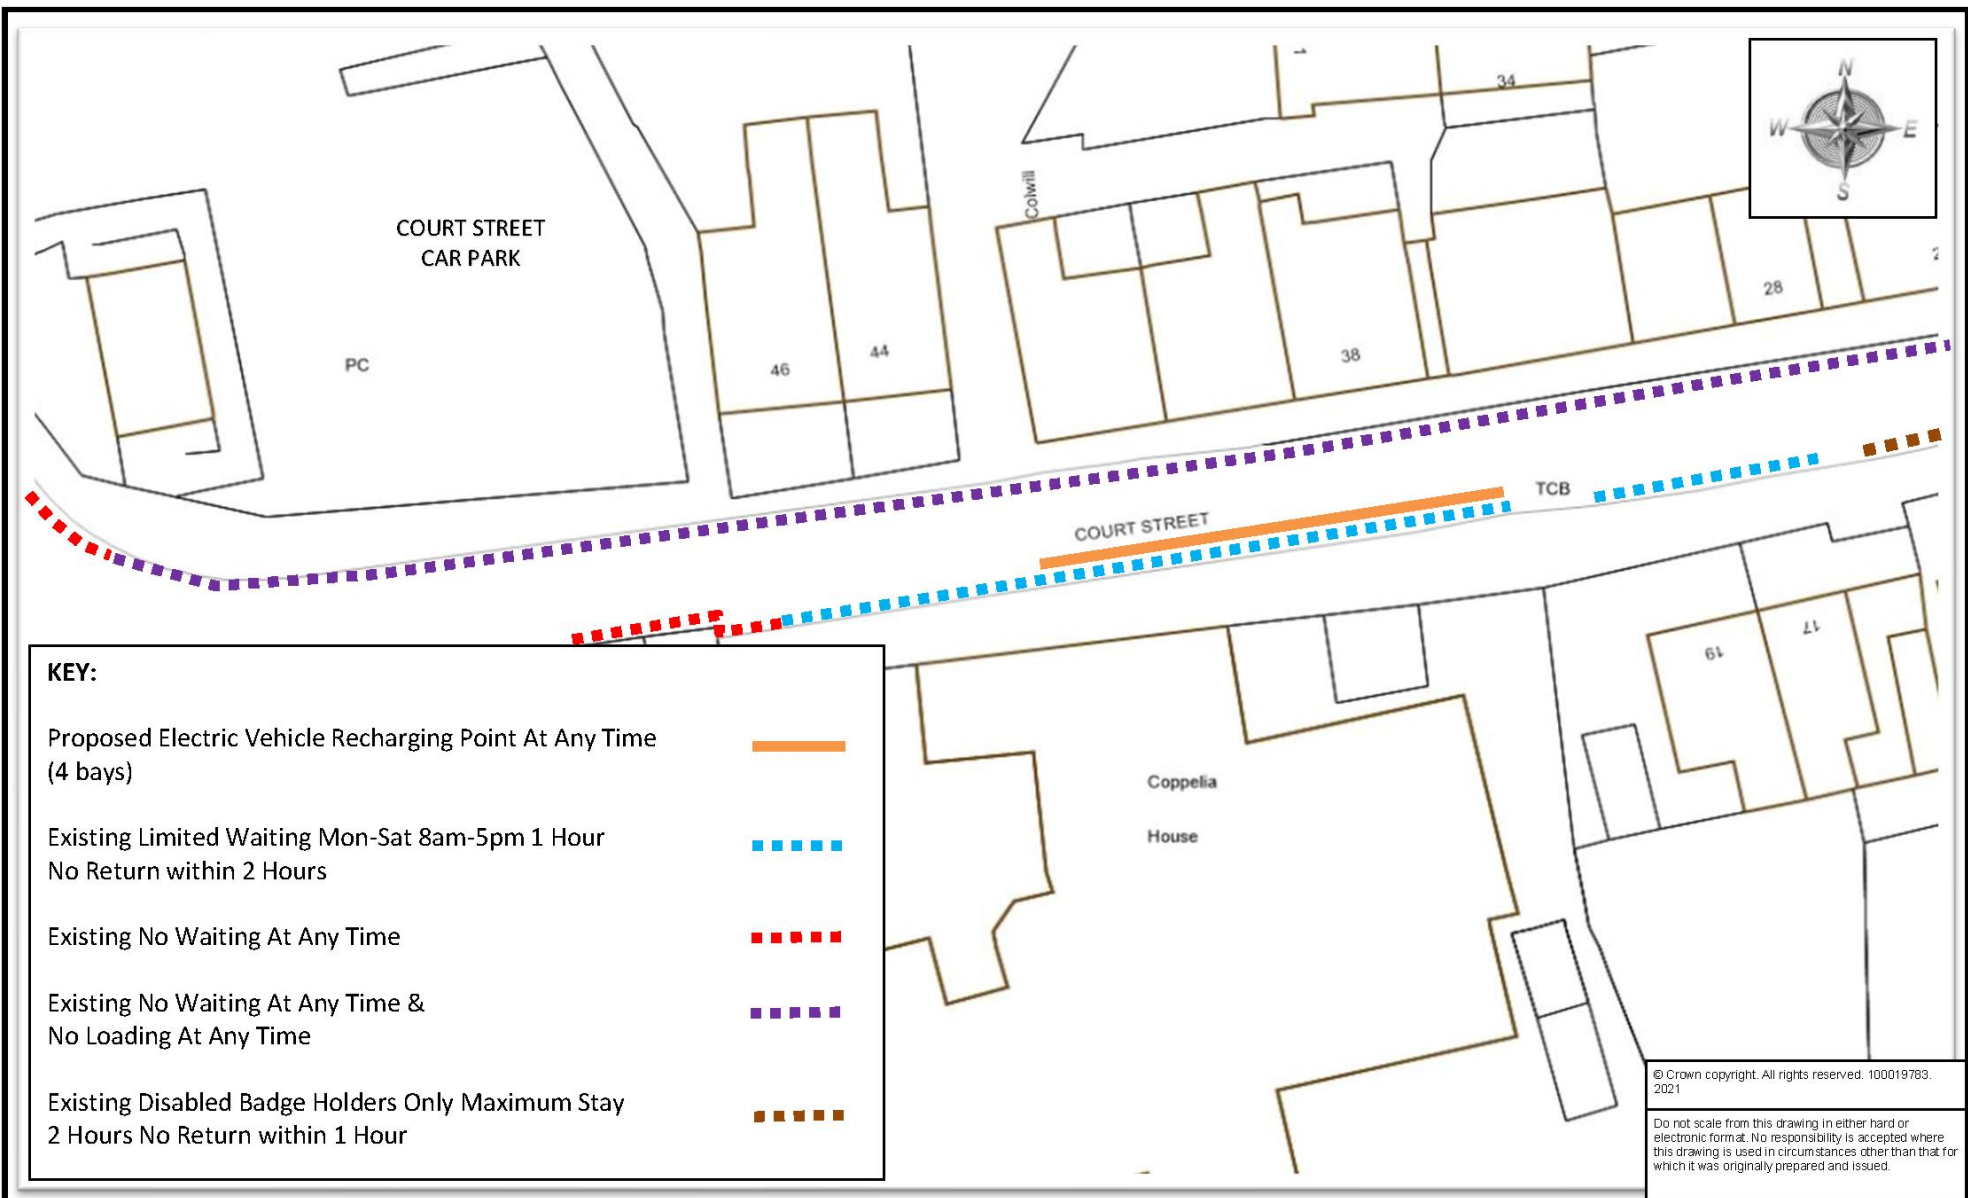 1
34
N
W
E
S
Colwill
COURT STREET
CAR PARK
28
2
PC
46
44
38
TCB
COURT STREET
19
17
Coppelia
House
KEY:
Proposed Electric Vehicle Recharging Point At Any Time
(4 bays)
Existing Limited Waiting Mon-Sat 8am-5pm 1 Hour
No Return within 2 Hours
Existing No Waiting At Any Time
Existing No Waiting At Any Time &
No Loading At Any Time
Existing Disabled Badge Holders Only Maximum Stay
2 Hours No Return within 1 Hour
© Crown copyright. All rights reserved. 100019783.
2021
Do not scale from this drawing in either hard or
electronic format. No responsibility is accepted where
this drawing is used in circumstances other than that for
which it was originally prepared and issued.